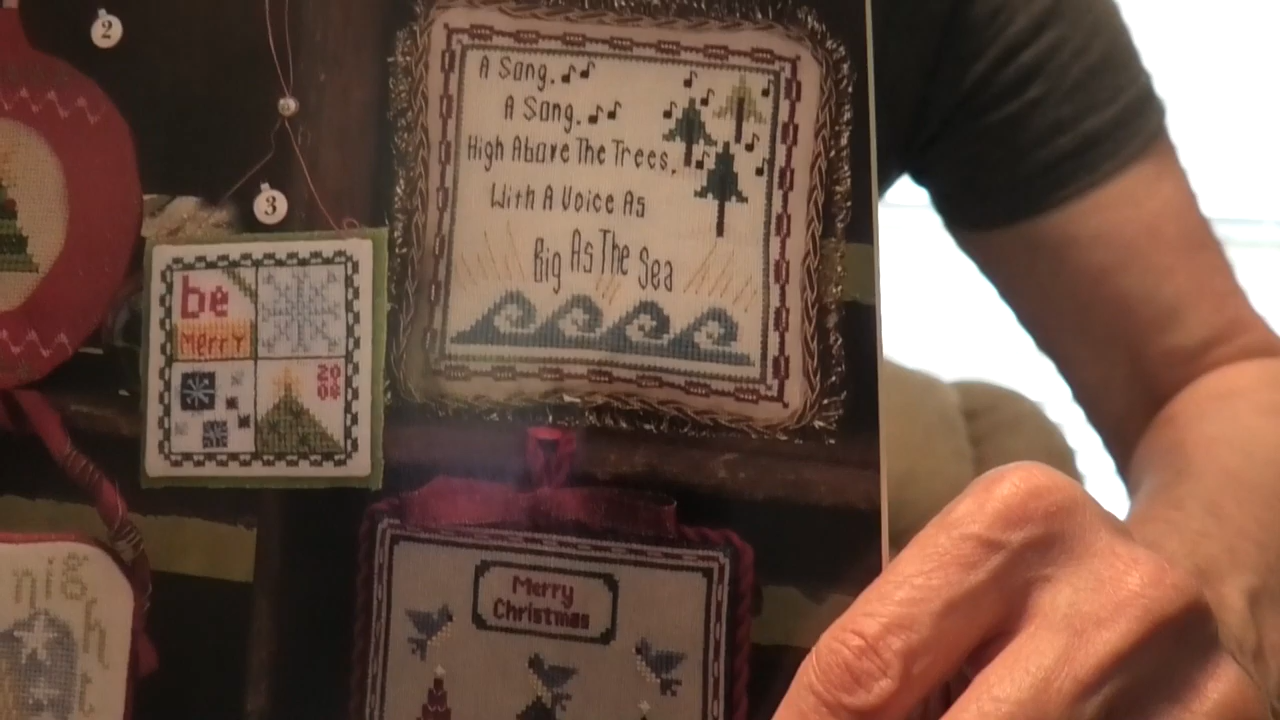 2
3
A Song,
A Song,
High Above The Trees,
With A Voice As
Big As The Sea
be
Merry
20
Merry
Christmas
nigh
t